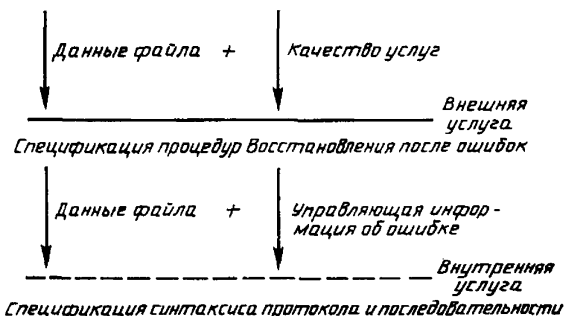 Данные файла + Качество услуг
Внешняя
услуга
Спецификация процедур Восстановления после ошибок
Данные файла + Управляющая инфор-
мация об ошибке
Внутренняя
услуга
Спецификация синтаксиса протокола и последовательности